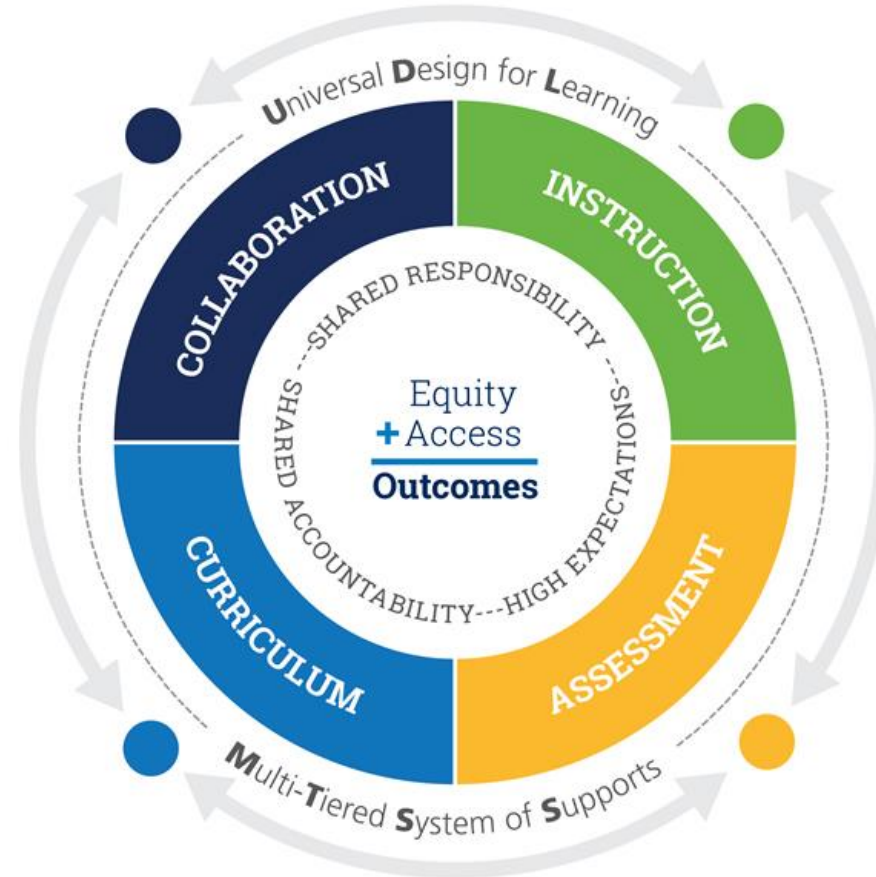 Universal Design for Learning
COLLABORATION
INSTRUCTION
SHARED RESPONSIBILITY ---HIGH EXPECTATIONS---SHARED ACCOUNTABILITY---
Equity
+Access
Outcomes
CURRICULUM
ASSESSMENT
Multi-Tiered System of Supports